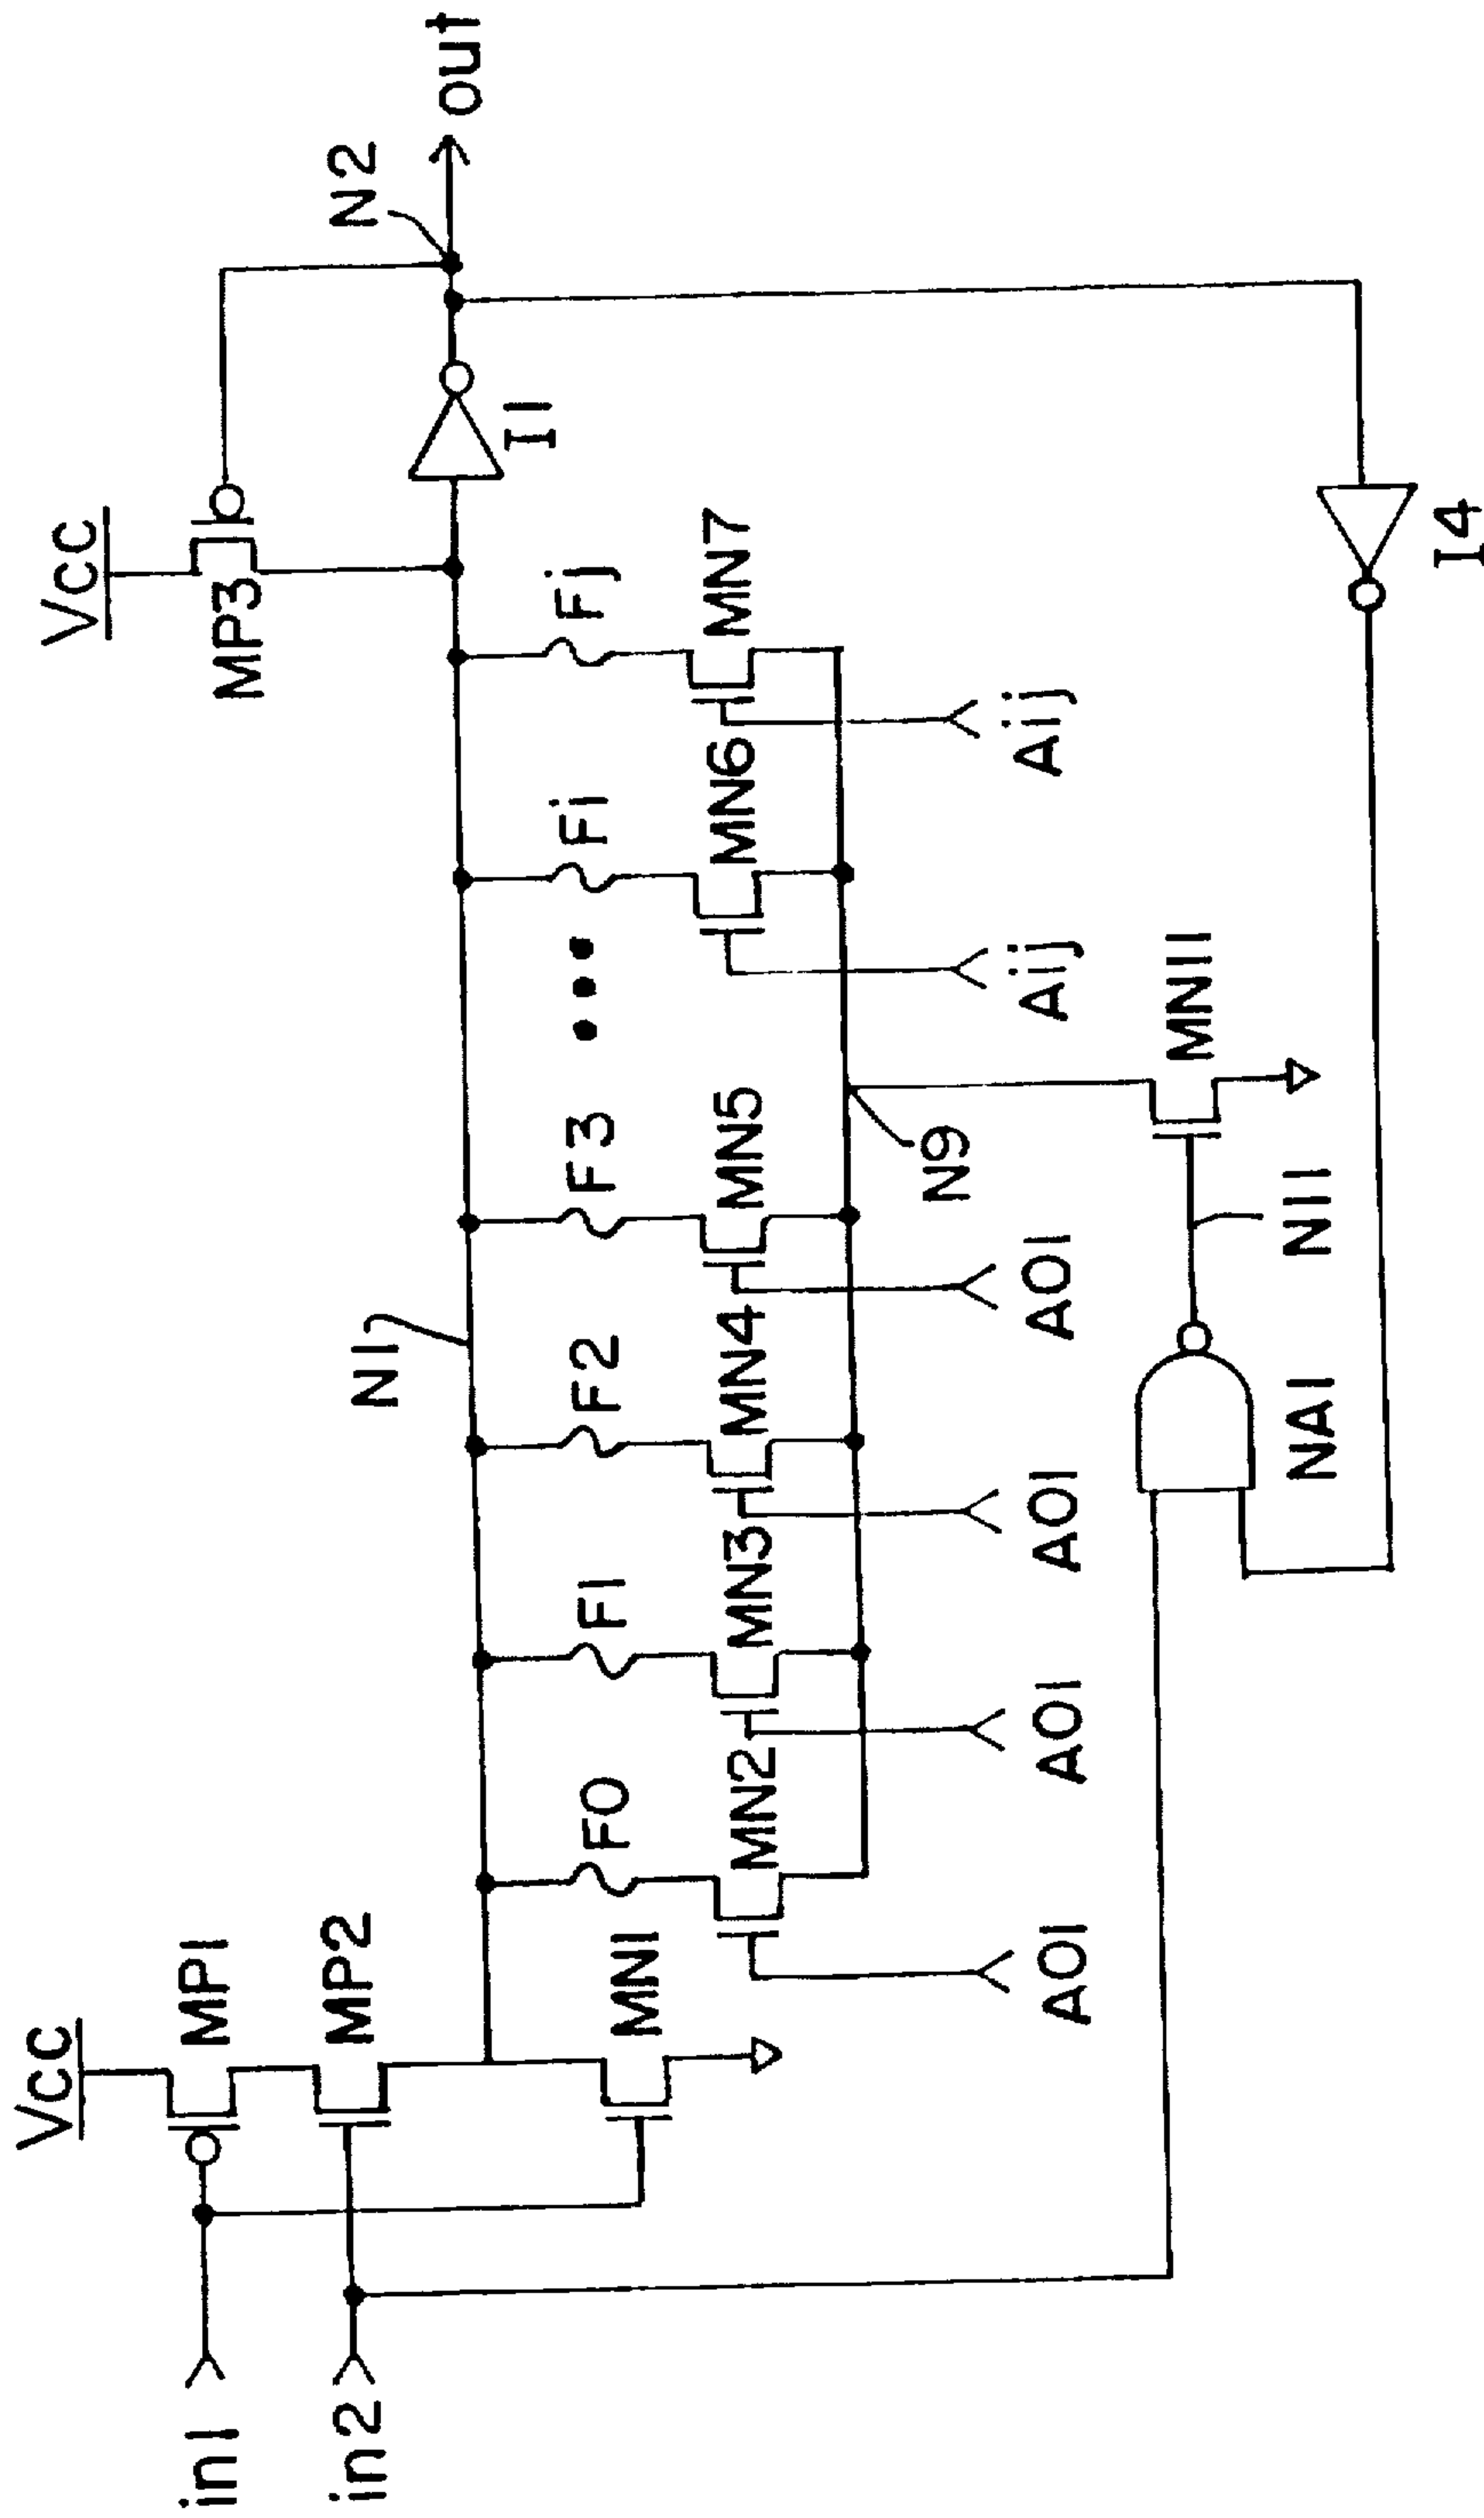 Vcc
Vcc
MP1
MP3
in1
MP2
N1
N2
in2
out
F0
F1
F2
F3
Fi
Fj
I1
MN1
MN2
MN3
MN4
MN5
MN6
MN7
A01
A01
A01
A01
N9
Aij
Aij
MN11
NA1
N11
I4